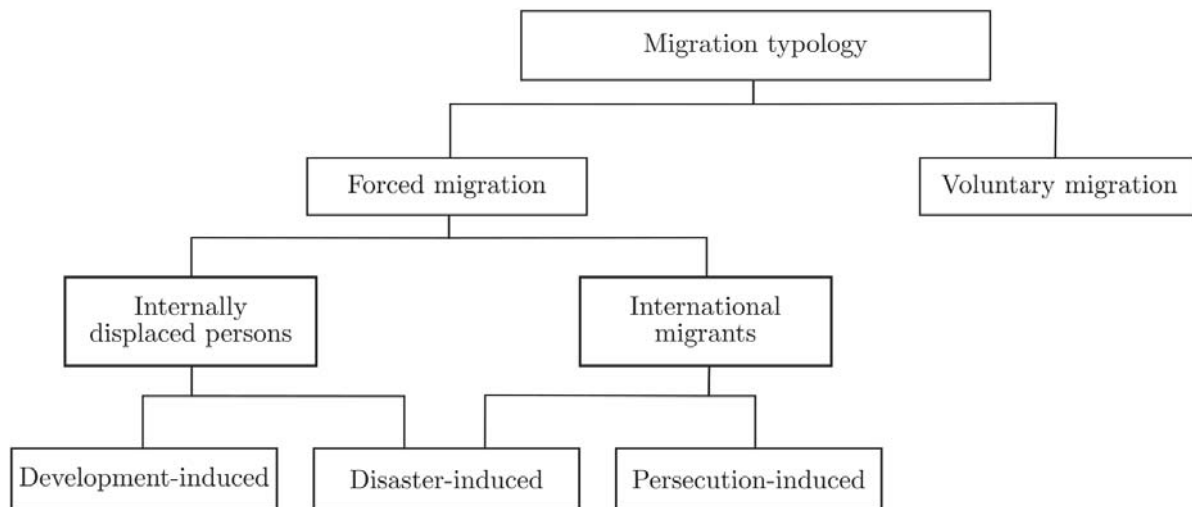 Migration typology
Forced migration
Voluntary migration
Internally
displaced persons
International
migrants
Development-induced
Disaster-induced
Persecution-induced